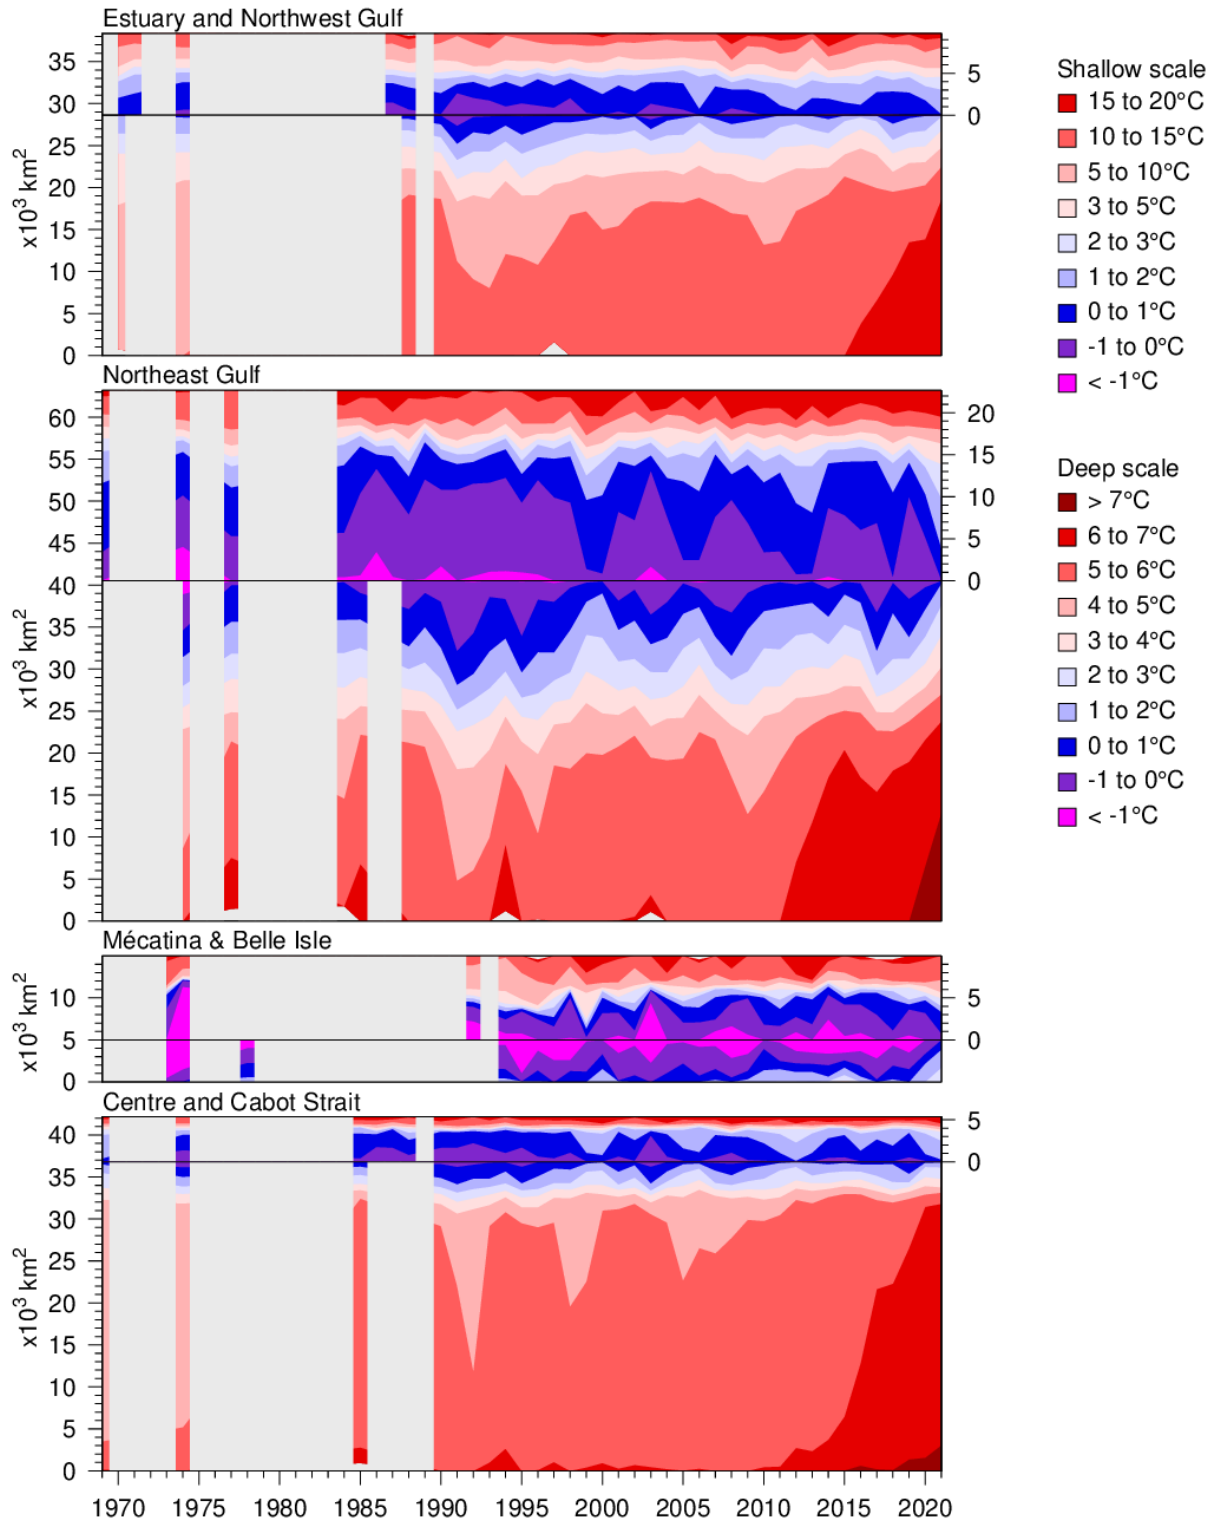 Estuary and Northwest Gulf
35
30
25
20
15
10
5
0
5
0
x10³ km²
Northeast Gulf
60
55
50
45
40
35
30
25
20
15
10
5
0
20
15
10
5
0
x10³ km²
x10³ km²
Mécatina & Belle Isle
10
5
0
5
0
x10³ km²
Centre and Cabot Strait
40
35
30
25
20
15
10
5
0
5
0
x10³ km²
1970 1975 1980 1985 1990 1995 2000 2005 2010 2015 2020
Shallow scale
15 to 20°C
10 to 15°C
5 to 10°C
3 to 5°C
2 to 3°C
1 to 2°C
0 to 1°C
-1 to 0°C
< -1°C
Deep scale
> 7°C
6 to 7°C
5 to 6°C
4 to 5°C
3 to 4°C
2 to 3°C
1 to 2°C
0 to 1°C
-1 to 0°C
< -1°C